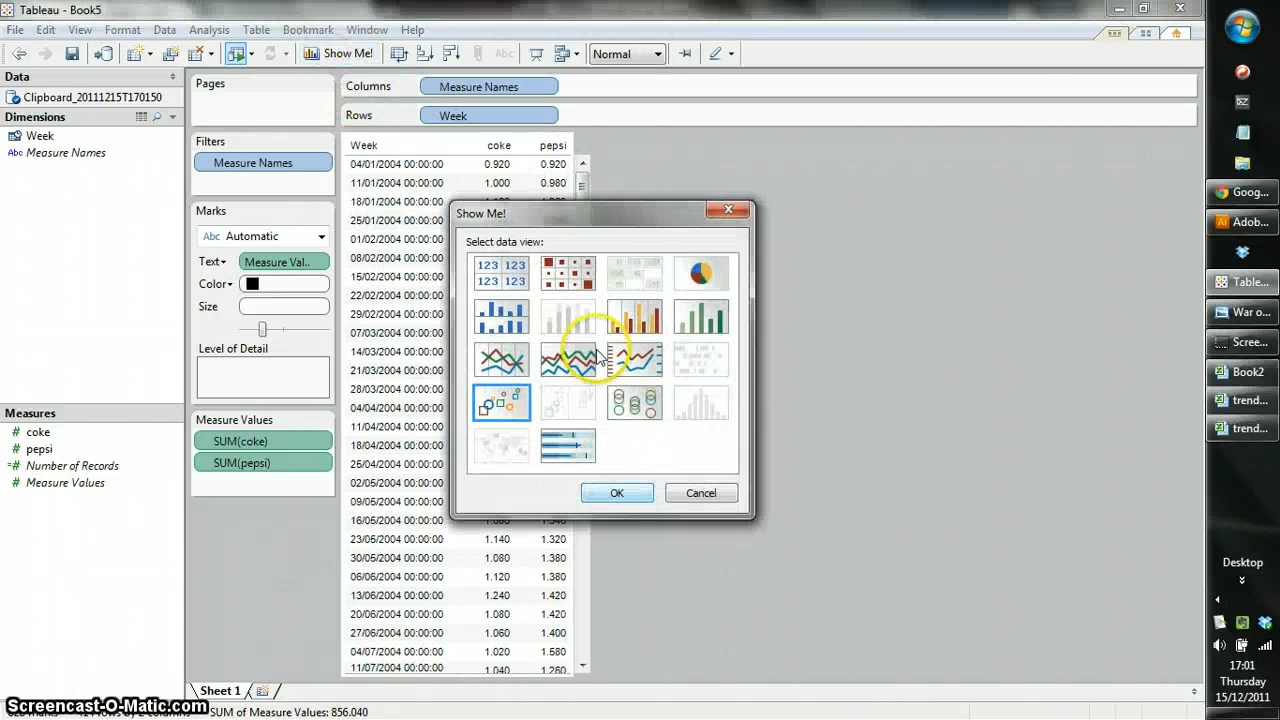 Tableau - Book5
File Edit View Format Data Analysis Table Bookmark Window Help
Show Me! Abc Normal
Data
Clipboard_20111215T170150
Dimensions
Week
Abc Measure Names
Measures
# coke
# pepsi
=# Number of Records
# Measure Values
Pages
Filters
Measure Names
Marks
Abc Automatic
Text Measure Val..
Color
Size
Level of Detail
Measure Values
SUM(coke)
SUM(pepsi)
Columns Measure Names
Rows Week
Week coke pepsi
04/01/2004 00:00:00 0.920 0.920
11/01/2004 00:00:00 1.000 0.980
18/01/2004 00:00:00
25/01/2004 00:00:00
01/02/2004 00:00:00
08/02/2004 00:00:00
15/02/2004 00:00:00
22/02/2004 00:00:00
29/02/2004 00:00:00
07/03/2004 00:00:00
14/03/2004 00:00:00
21/03/2004 00:00:00
28/03/2004 00:00:00
04/04/2004 00:00:00
11/04/2004 00:00:00
18/04/2004 00:00:00
25/04/2004 00:00:00
02/05/2004 00:00:00
09/05/2004 00:00:00
16/05/2004 00:00:00
23/05/2004 00:00:00 1.140 1.320
30/05/2004 00:00:00 1.080 1.380
06/06/2004 00:00:00 1.120 1.380
13/06/2004 00:00:00 1.240 1.420
20/06/2004 00:00:00 1.080 1.420
27/06/2004 00:00:00 1.060 1.400
04/07/2004 00:00:00 1.020 1.580
11/07/2004 00:00:00 1.040 1.260
Show Me!
Select data view:
123 123
123 123
OK Cancel
Sheet 1
SUM of Measure Values: 856.040
Screencast-O-Matic.com
Goog...
Adob...
Table...
War o...
Scree...
Book2
trend...
trend...
Desktop
17:01
Thursday
15/12/2011